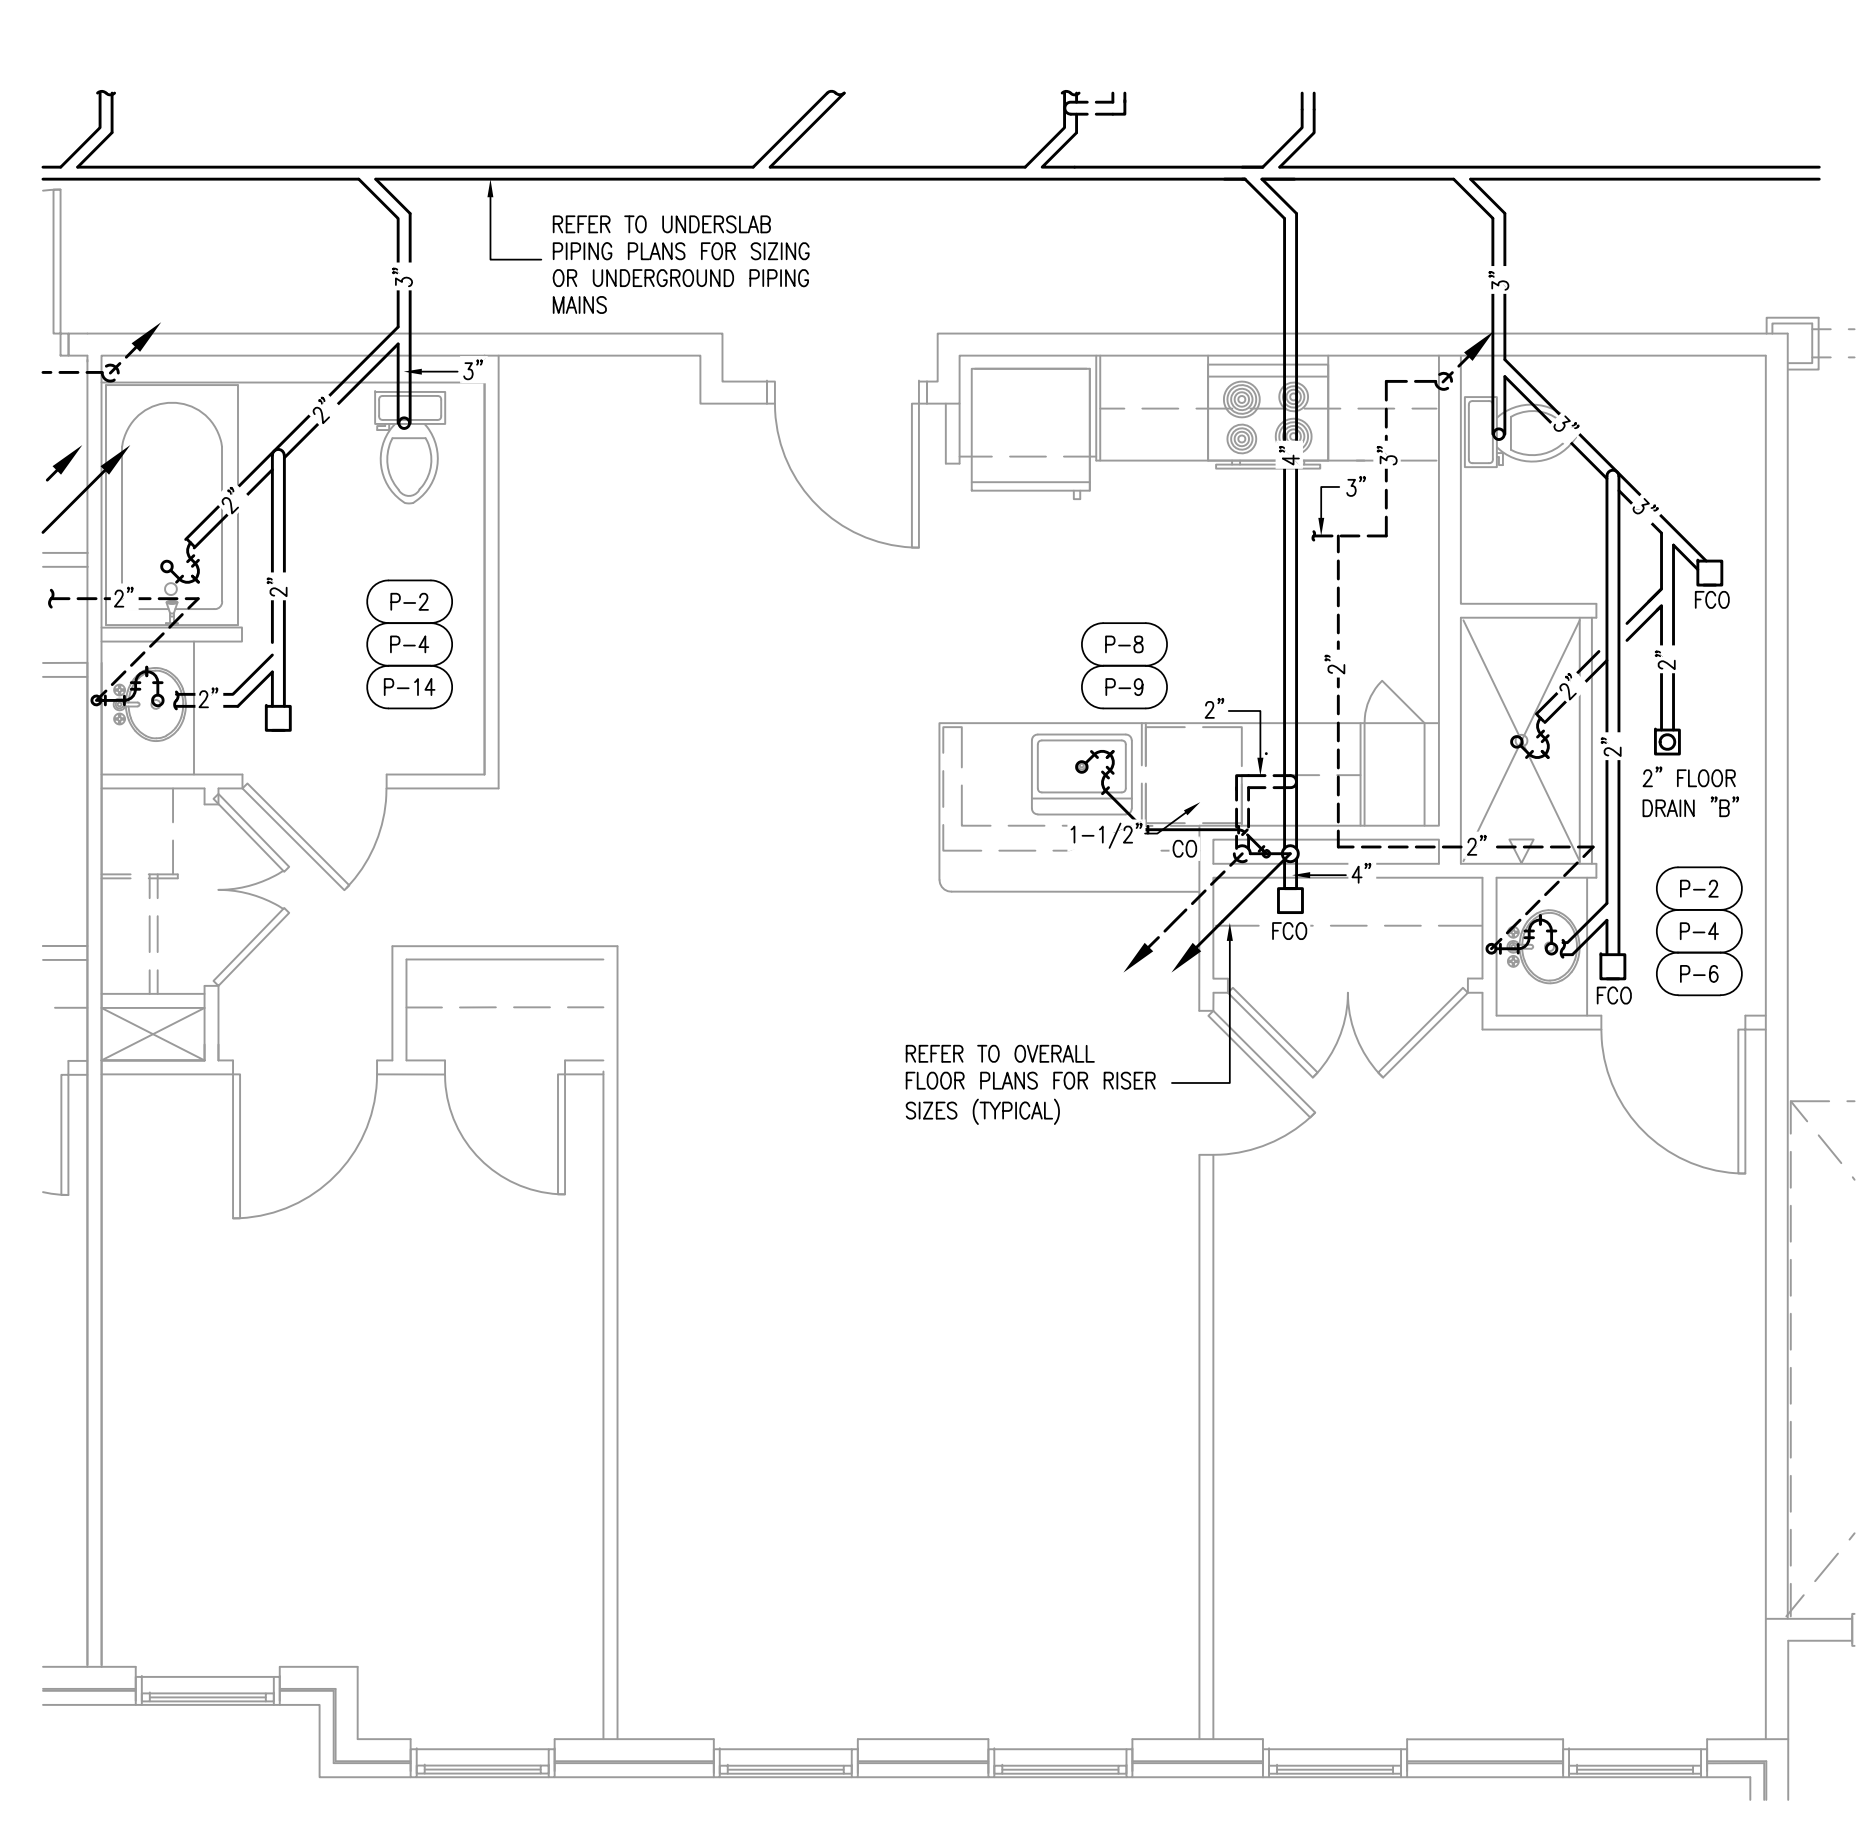 REFER TO UNDERSLAB
PIPING PLANS FOR SIZING
OR UNDERGROUND PIPING
MAINS
3"
3"
3"
2"
2"
2"
2"
2"
P-2
P-4
P-14
4"
3"
3"
3"
3"
3"
FCO
2"
2"
2"
2"
2" FLOOR
DRAIN "B"
P-8
P-9
2"
1-1/2"
CO
2"
4"
FCO
P-2
P-4
P-6
FCO
REFER TO OVERALL
FLOOR PLANS FOR RISER
SIZES (TYPICAL)